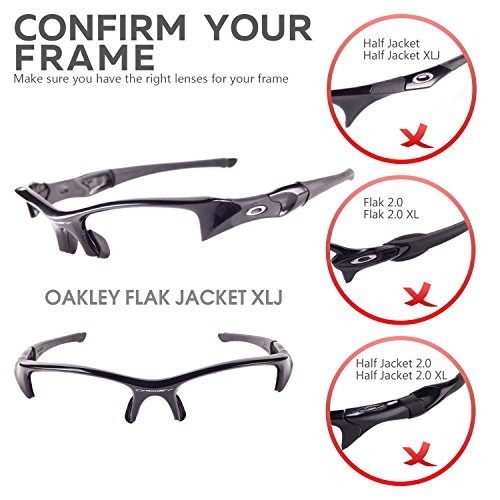 CONFIRM YOUR
FRAME
Make sure you have the right lenses for your frame
Half Jacket
Half Jacket XLJ
Flak 2.0
Flak 2.0 XL
OAKLEY FLAK JACKET XLJ
Half Jacket 2.0
Half Jacket 2.0 XL